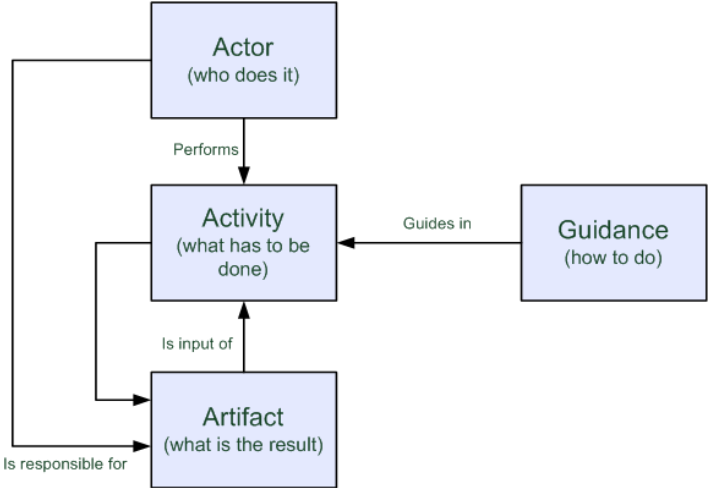 Actor
(who does it)
Performs
Activity
(what has to be
done)
Guides in
Guidance
(how to do)
Is input of
Artifact
(what is the result)
Is responsible for